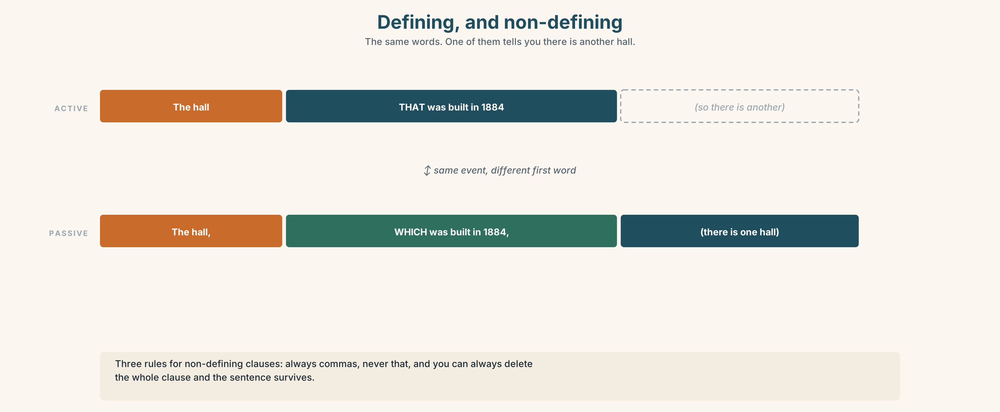 Defining, and non-defining
The same words. One of them tells you there is another hall.
ACTIVE
The hall
THAT was built in 1884
(so there is another)
↕ same event, different first word
PASSIVE
The hall,
WHICH was built in 1884,
(there is one hall)
Three rules for non-defining clauses: always commas, never that, and you can always delete
the whole clause and the sentence survives.